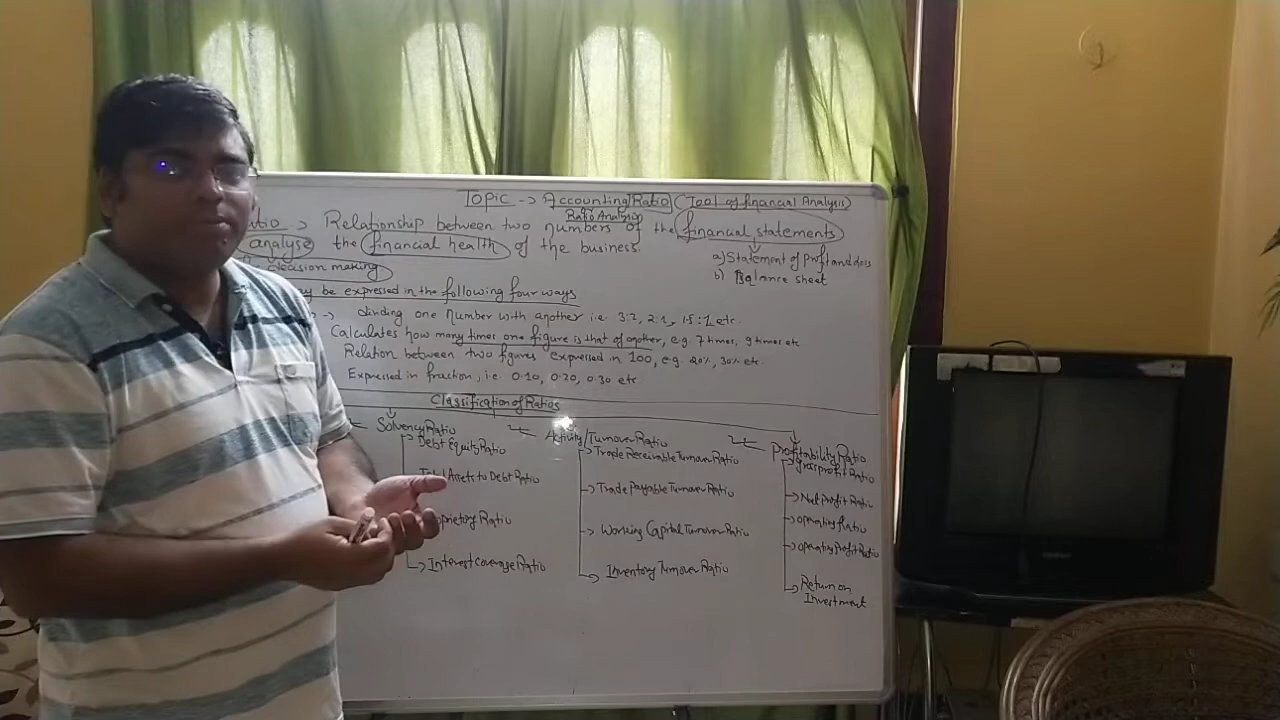 Topic -> Accounting Ratio (Tool of financial Analysis)
Ratio Analysis
atio -> Relationship between two numbers of the financial statements
analyse the financial health of the business.
a) Statement of Profit and loss
decision making
b) Balance sheet
be expressed in the following four ways
-> dividing one number with another i.e. 3:2, 2:1, 1.5:1 etc.
Calculates how many times one figure is that of another, e.g. 7 times, 9 times etc
Relation between two figures expressed in 100, e.g. 20%, 30% etc.
Expressed in fraction, i.e. 0.10, 0.20, 0.30 etc
Classification of Ratios
Solvency Ratio
Debt Equity Ratio
Total Assets to Debt Ratio
oprietory Ratio
Interest Coverage Ratio
Activity/Turnover Ratio
Trade Receivable Turnover Ratio
Trade Payable Turnover Ratio
Working Capital Turnover Ratio
Inventory Turnover Ratio
Profitability Ratio
Gross profit Ratio
Net Profit Ratio
Operating Ratio
Operating Profit Ratio
Return on
Investment